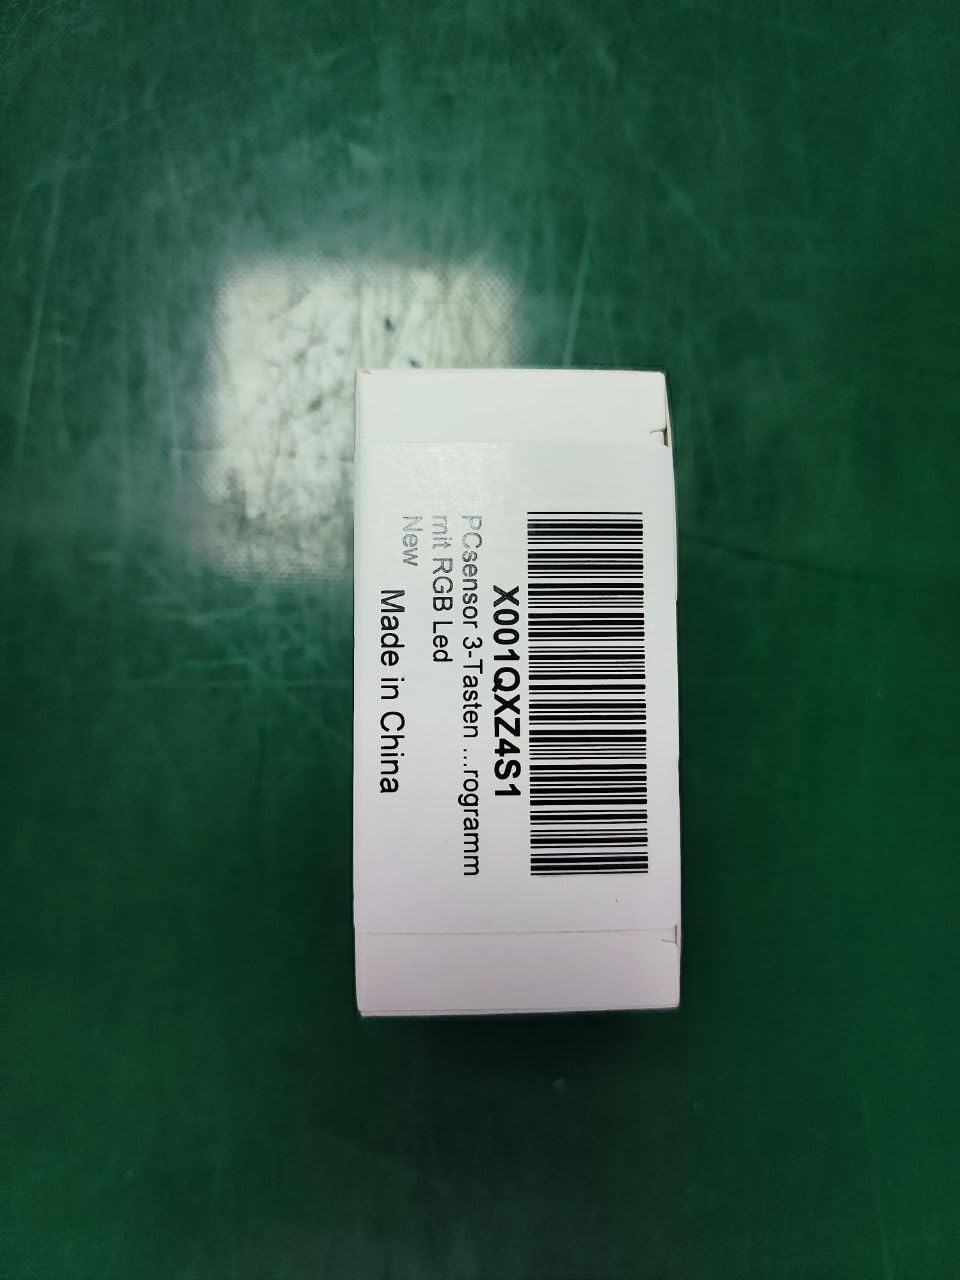 X001QXZ4S1
PCsensor 3-Tasten ...rogramm
mit RGB Led
New
Made in China